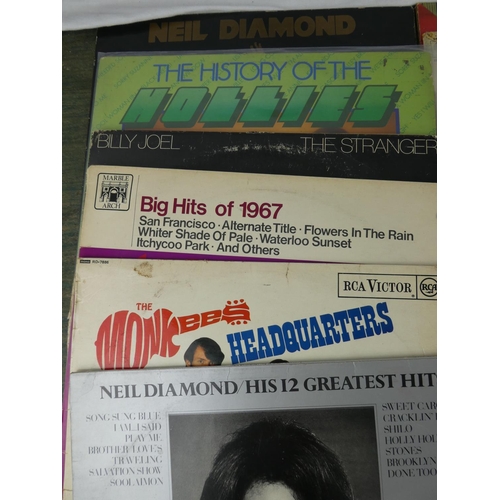 NEIL DIAMOND
THE HISTORY OF THE
HOLLIES
BILLY JOEL THE STRANGER
MARBLE
ARCH
Big Hits of 1967
San Francisco · Alternate Title · Flowers In The Rain
Whiter Shade Of Pale · Waterloo Sunset
Itchycoo Park · And Others
RCA VICTOR RCA
THE
MONKEES
HEADQUARTERS
NEIL DIAMOND/HIS 12 GREATEST HIT
SONG SUNG BLUE
I AM...I SAID
PLAY ME
BROTHER LOVE'S
TRAVELING
SALVATION SHOW
SOOLAIMON
SWEET CARO
CRACKLIN'
SHILO
HOLLY HOL
STONES
BROOKLYN
DONE TOO